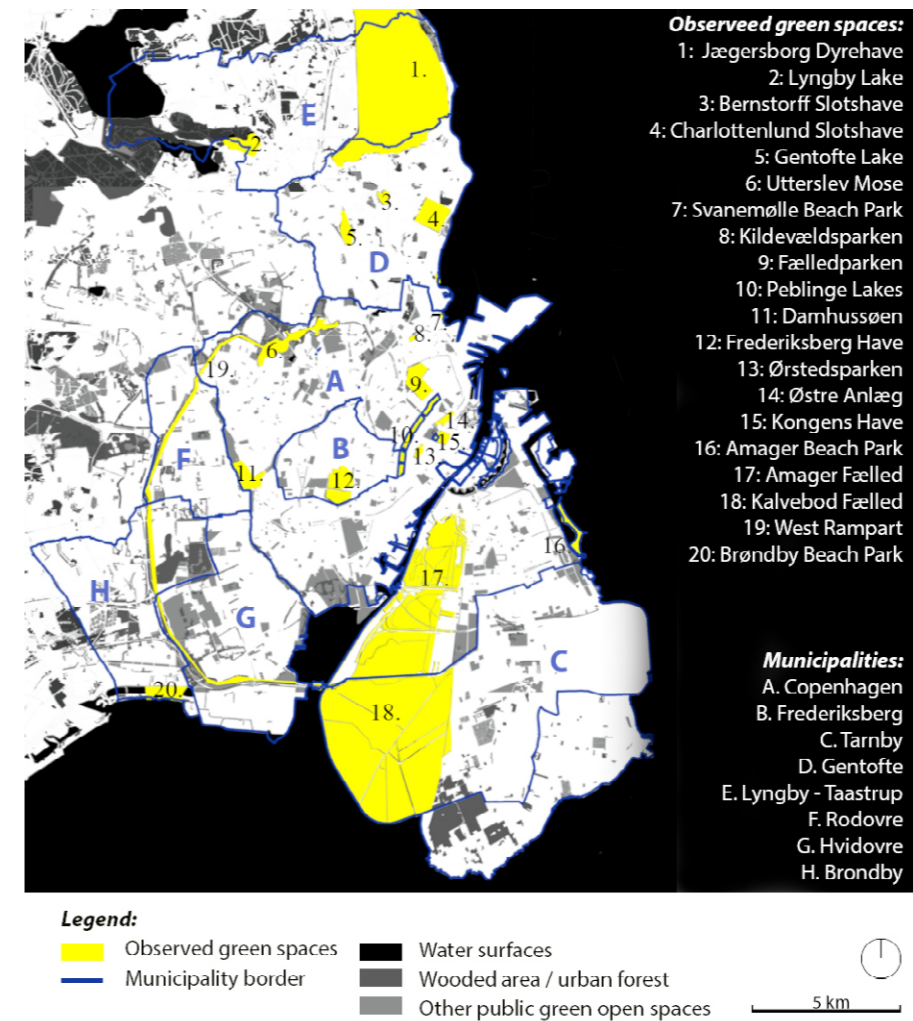 Observeed green spaces:
1: Jægersborg Dyrehave
2: Lyngby Lake
3: Bernstorff Slotshave
4: Charlottenlund Slotshave
5: Gentofte Lake
6: Utterslev Mose
7: Svanemølle Beach Park
8: Kildevældsparken
9: Fælledparken
10: Peblinge Lakes
11: Damhussøen
12: Frederiksberg Have
13: Ørstedsparken
14: Østre Anlæg
15: Kongens Have
16: Amager Beach Park
17: Amager Fælled
18: Kalvebod Fælled
19: West Rampart
20: Brøndby Beach Park
Municipalities:
A. Copenhagen
B. Frederiksberg
C. Tarnby
D. Gentofte
E. Lyngby - Taastrup
F. Rodovre
G. Hvidovre
H. Brondby
1.
E
2.
3.
4
5.
D
7.
8.
6.
19.
A
9.
14.
10.
15.
B
13.
F
11.
12.
16.
17.
H
G
C
20.
18.
Legend:
Observed green spaces
Municipality border
Water surfaces
Wooded area / urban forest
Other public green open spaces
5 km